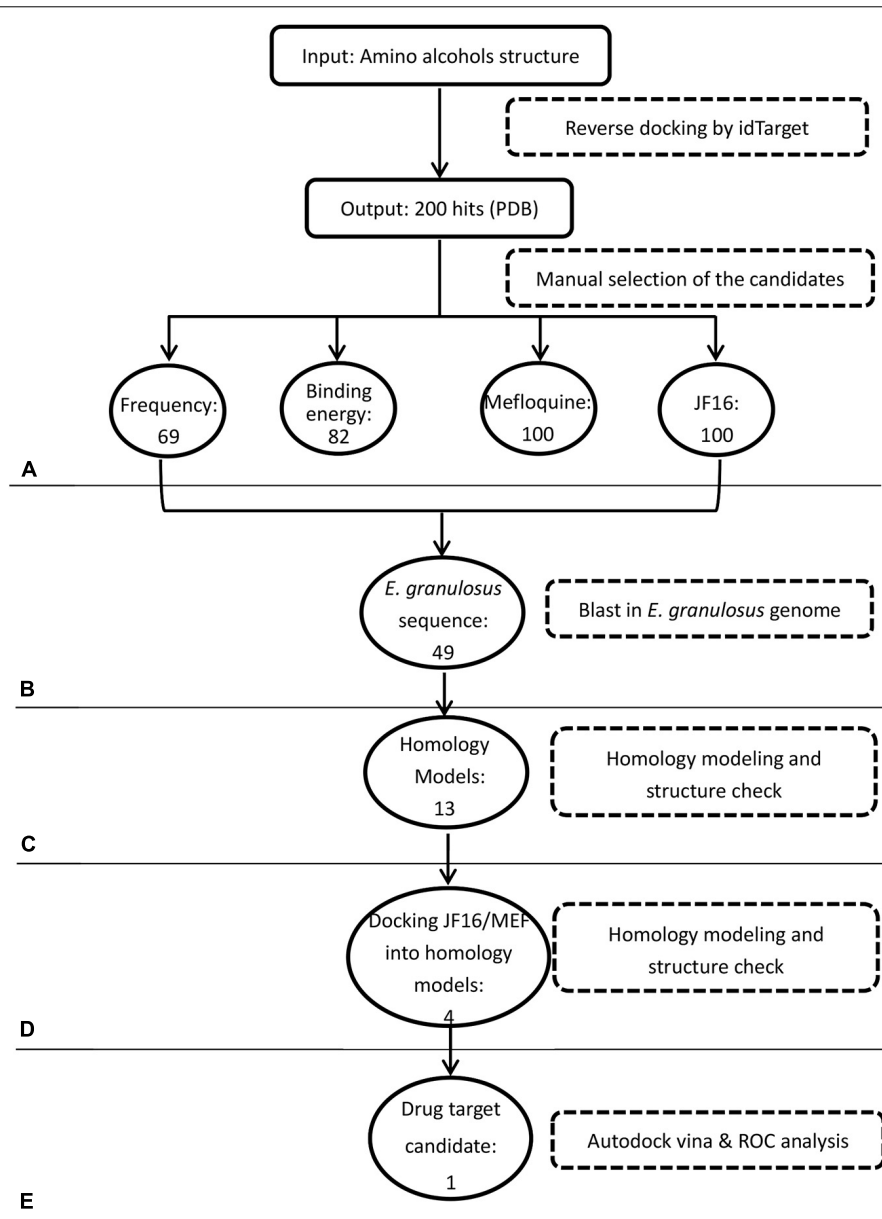 Input: Amino alcohols structure
Reverse docking by idTarget
Output: 200 hits (PDB)
Manual selection of the candidates
Frequency:
69
Binding
energy:
82
Mefloquine:
100
JF16:
100
A
E. granulosus
sequence:
49
Blast in E. granulosus genome
B
Homology
Models:
13
Homology modeling and
structure check
C
Docking JF16/MEF
into homology
models:
4
Homology modeling and
structure check
D
Drug target
candidate:
1
Autodock vina & ROC analysis
E